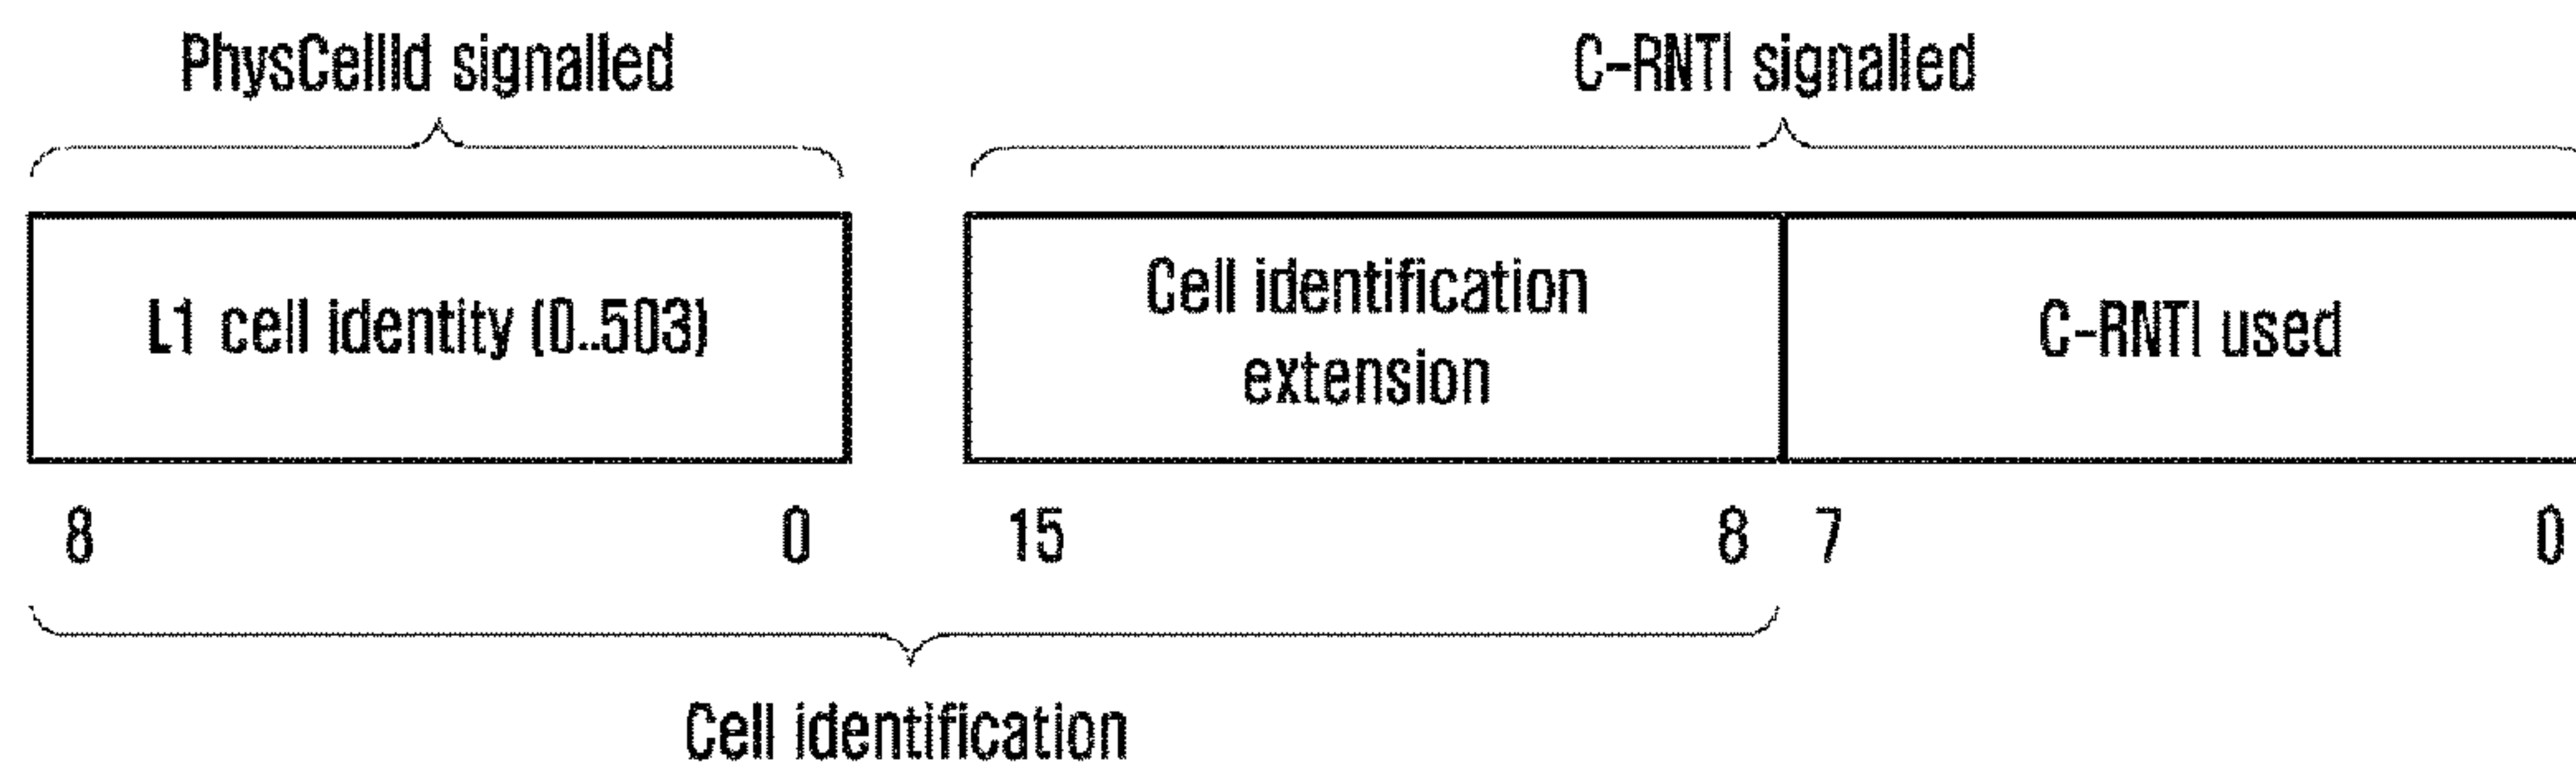 PhysCellId signalled
C-RNTI signalled
L1 cell identity (0..503)
Cell identification
extension
C-RNTI used
8 0 15 8 7 0
Cell identification